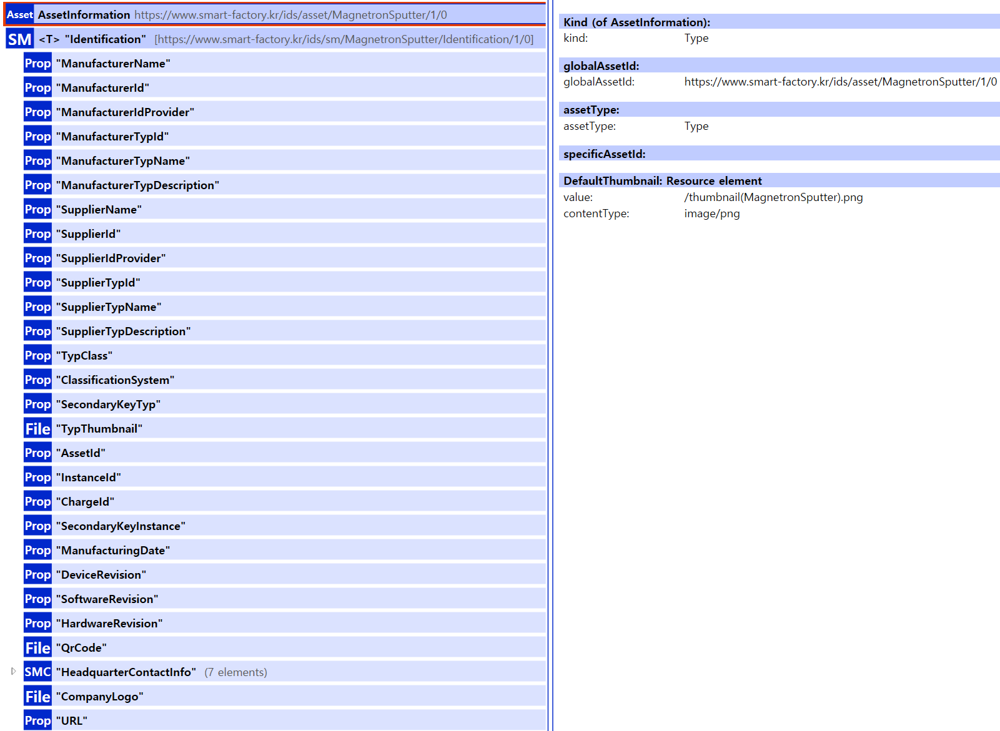 Asset AssetInformation https://www.smart-factory.kr/ids/asset/MagnetronSputter/1/0
SM <T> "Identification" [https://www.smart-factory.kr/ids/sm/MagnetronSputter/Identification/1/0]
Prop "ManufacturerName"
Prop "ManufacturerId"
Prop "ManufacturerIdProvider"
Prop "ManufacturerTypId"
Prop "ManufacturerTypName"
Prop "ManufacturerTypDescription"
Prop "SupplierName"
Prop "SupplierId"
Prop "SupplierIdProvider"
Prop "SupplierTypId"
Prop "SupplierTypName"
Prop "SupplierTypDescription"
Prop "TypClass"
Prop "ClassificationSystem"
Prop "SecondaryKeyTyp"
File "TypThumbnail"
Prop "AssetId"
Prop "InstanceId"
Prop "ChargeId"
Prop "SecondaryKeyInstance"
Prop "ManufacturingDate"
Prop "DeviceRevision"
Prop "SoftwareRevision"
Prop "HardwareRevision"
File "QrCode"
SMC "HeadquarterContactInfo" (7 elements)
File "CompanyLogo"
Prop "URL"
Kind (of AssetInformation):
kind: Type
globalAssetId:
globalAssetId: https://www.smart-factory.kr/ids/asset/MagnetronSputter/1/0
assetType:
assetType: Type
specificAssetId:
DefaultThumbnail: Resource element
value: /thumbnail(MagnetronSputter).png
contentType: image/png